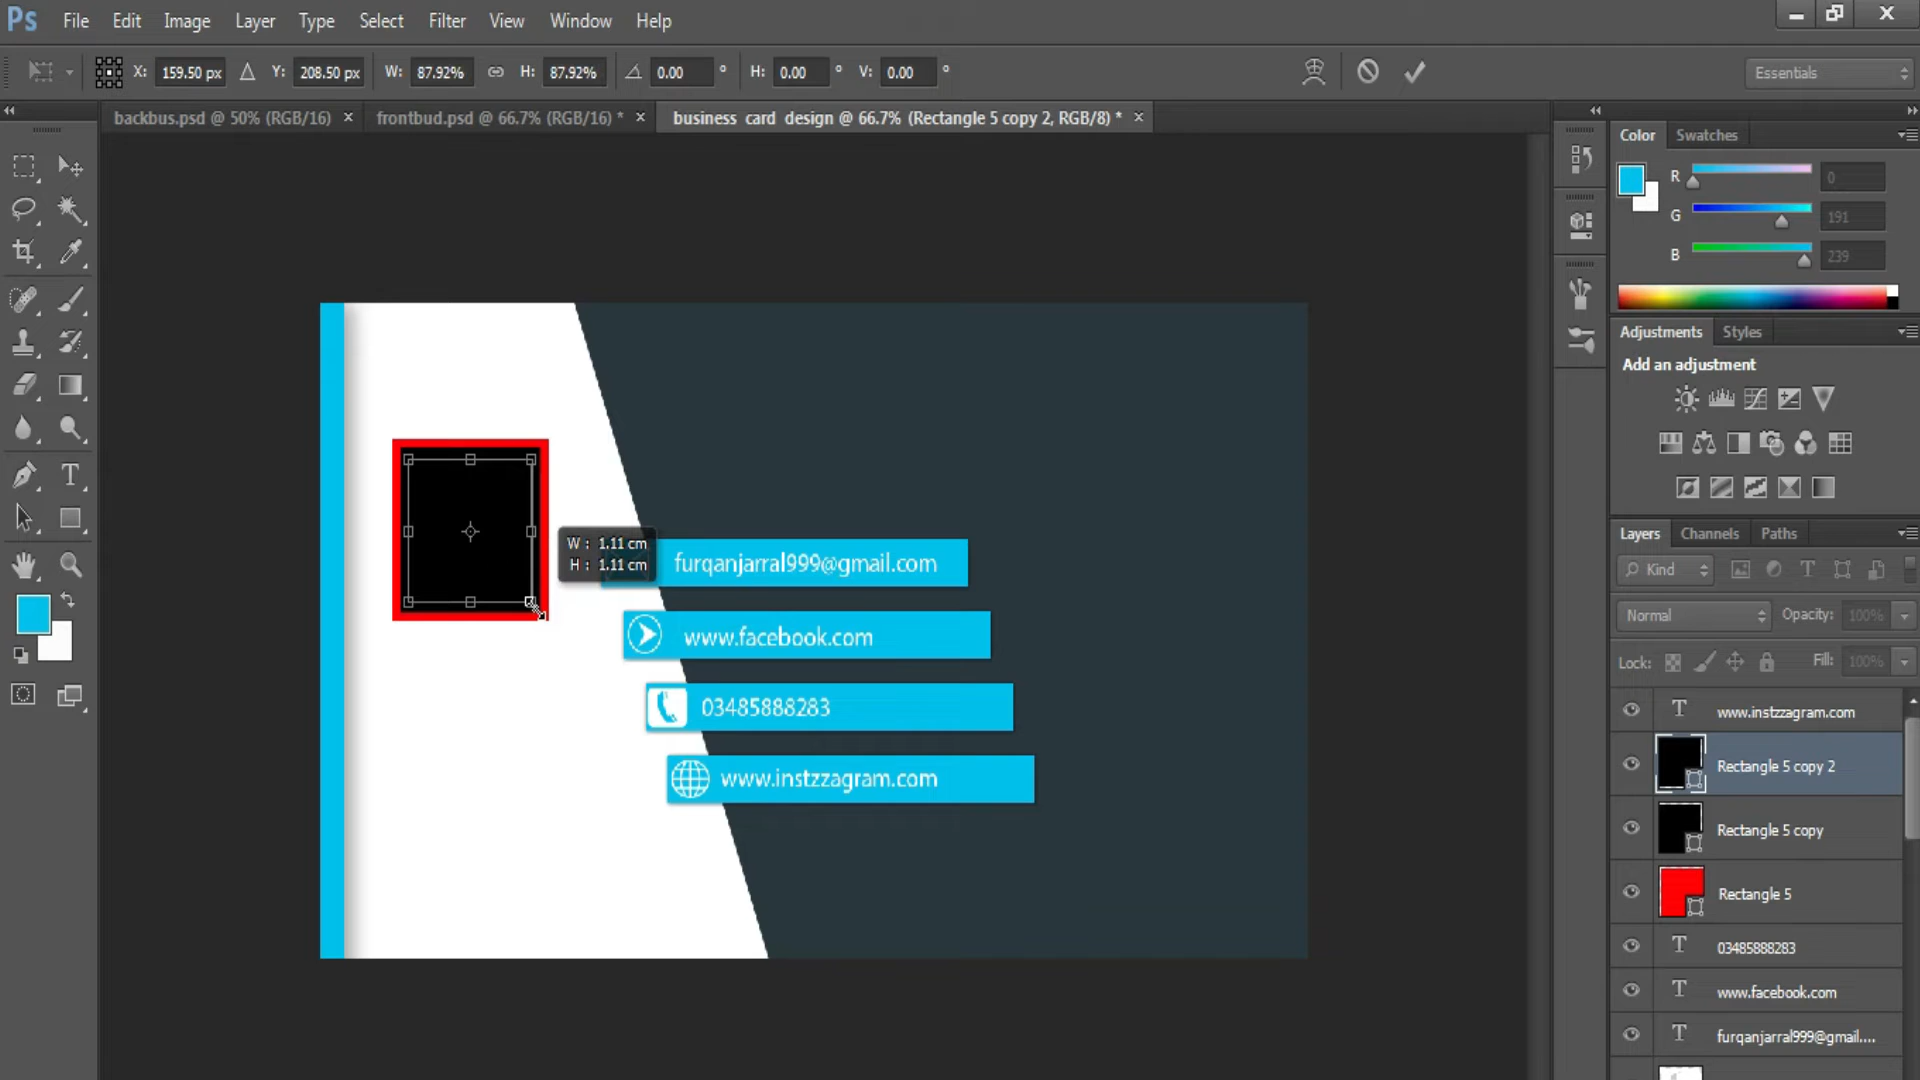 Ps File Edit Image Layer Type Select Filter View Window Help
X: 159.50 px Y: 208.50 px W: 87.92% H: 87.92% 0.00 ° H: 0.00 ° V: 0.00 ° Essentials
backbus.psd @ 50% (RGB/16) × frontbud.psd @ 66.7% (RGB/16) * × business card design @ 66.7% (Rectangle 5 copy 2, RGB/8) * ×
Color Swatches
R 0
G 191
B 239
Adjustments Styles
Add an adjustment
W : 1.11 cm
H : 1.11 cm
furqanjarral999@gmail.com
www.facebook.com
03485888283
www.instzzagram.com
Layers Channels Paths
Kind
Normal Opacity: 100%
Lock: Fill: 100%
T www.instzzagram.com
Rectangle 5 copy 2
Rectangle 5 copy
Rectangle 5
T 03485888283
T www.facebook.com
T furqanjarral999@gmail....